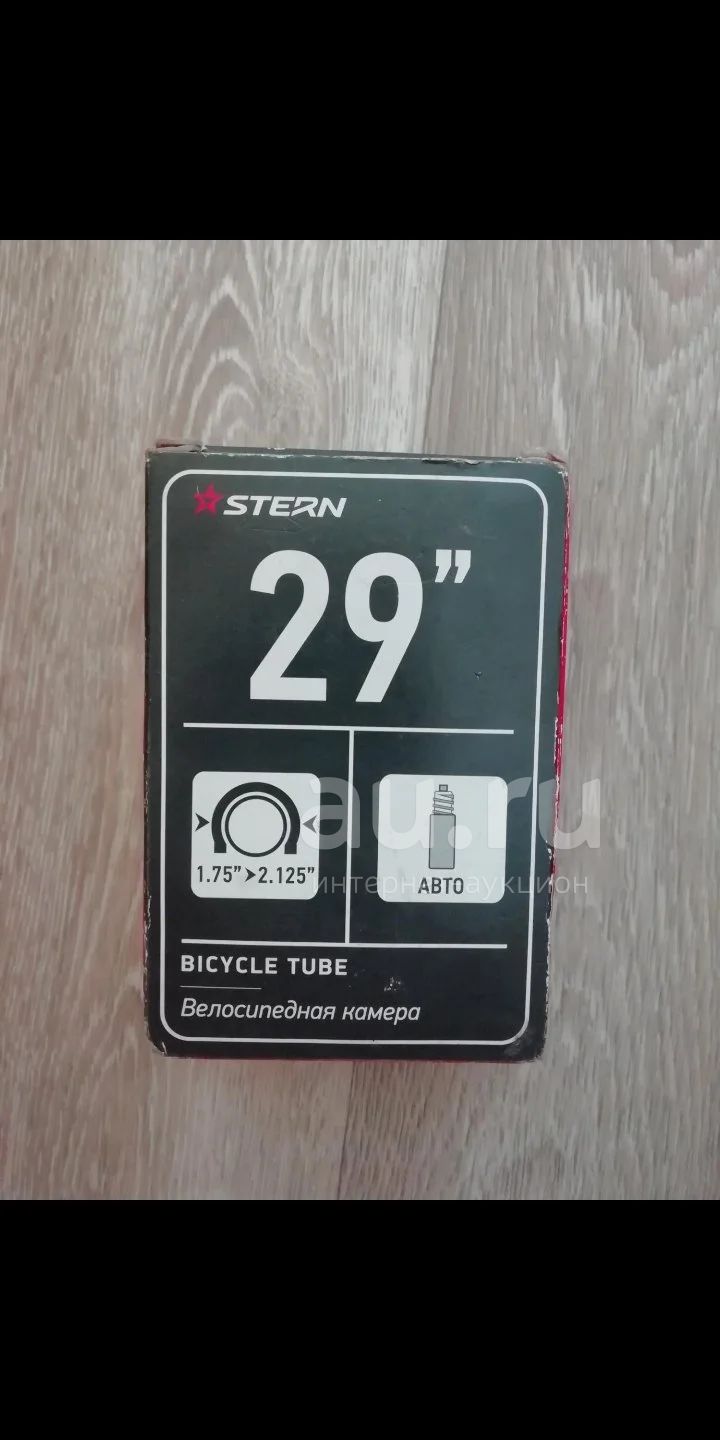 STERN
29”
1.75” > 2.125”
АВТО
au.ru
интернет аукцион
BICYCLE TUBE
Велосипедная камера